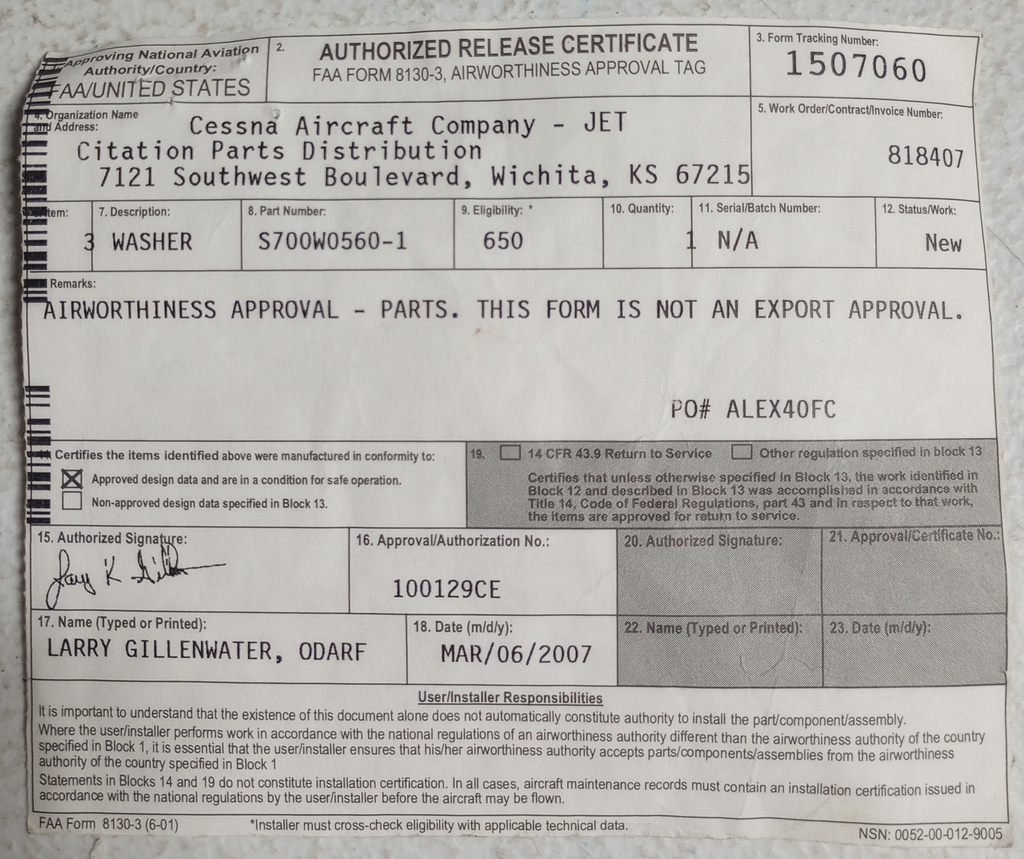 Approving National Aviation
Authority/Country:
FAA/UNITED STATES
2.
AUTHORIZED RELEASE CERTIFICATE
FAA FORM 8130-3, AIRWORTHINESS APPROVAL TAG
3. Form Tracking Number:
1507060
4. Organization Name
and Address:
Cessna Aircraft Company - JET
Citation Parts Distribution
7121 Southwest Boulevard, Wichita, KS 67215
5. Work Order/Contract/Invoice Number:
818407
Item:
3
7. Description:
WASHER
8. Part Number:
S700W0560-1
9. Eligibility: *
650
10. Quantity:
1
11. Serial/Batch Number:
N/A
12. Status/Work:
New
Remarks:
AIRWORTHINESS APPROVAL - PARTS. THIS FORM IS NOT AN EXPORT APPROVAL.
PO# ALEX40FC
Certifies the items identified above were manufactured in conformity to:
Approved design data and are in a condition for safe operation.
Non-approved design data specified in Block 13.
19. 14 CFR 43.9 Return to Service Other regulation specified in block 13
Certifies that unless otherwise specified in Block 13, the work identified in
Block 12 and described in Block 13 was accomplished in accordance with
Title 14, Code of Federal Regulations, part 43 and in respect to that work,
the items are approved for return to service.
15. Authorized Signature:
16. Approval/Authorization No.:
100129CE
20. Authorized Signature:
21. Approval/Certificate No.:
17. Name (Typed or Printed):
LARRY GILLENWATER, ODARF
18. Date (m/d/y):
MAR/06/2007
22. Name (Typed or Printed):
23. Date (m/d/y):
User/Installer Responsibilities
It is important to understand that the existence of this document alone does not automatically constitute authority to install the part/component/assembly.
Where the user/installer performs work in accordance with the national regulations of an airworthiness authority different than the airworthiness authority of the country
specified in Block 1, it is essential that the user/installer ensures that his/her airworthiness authority accepts parts/components/assemblies from the airworthiness
authority of the country specified in Block 1
Statements in Blocks 14 and 19 do not constitute installation certification. In all cases, aircraft maintenance records must contain an installation certification issued in
accordance with the national regulations by the user/installer before the aircraft may be flown.
FAA Form 8130-3 (6-01)
*Installer must cross-check eligibility with applicable technical data.
NSN: 0052-00-012-9005